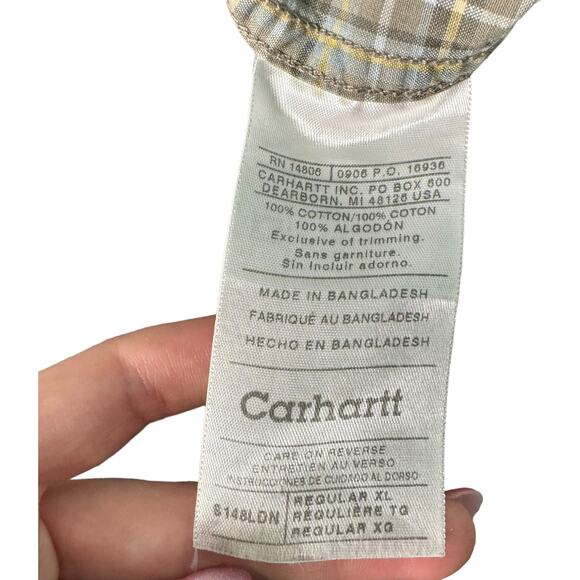 RN 14806 0906 P.O. 16936
CARHARTT INC. PO BOX 600
DEARBORN, MI 48126 USA
100% COTTON/100% COTON
100% ALGODÓN
Exclusive of trimming.
Sans garniture.
Sin incluir adorno.
MADE IN BANGLADESH
FABRIQUÉ AU BANGLADESH
HECHO EN BANGLADESH
Carhartt
CARE ON REVERSE
ENTRETIEN AU VERSO
INSTRUCCIONES DE CUIDADO AL DORSO
S148LDN
REGULAR XL
REGULIÈRE TG
REGULAR XG